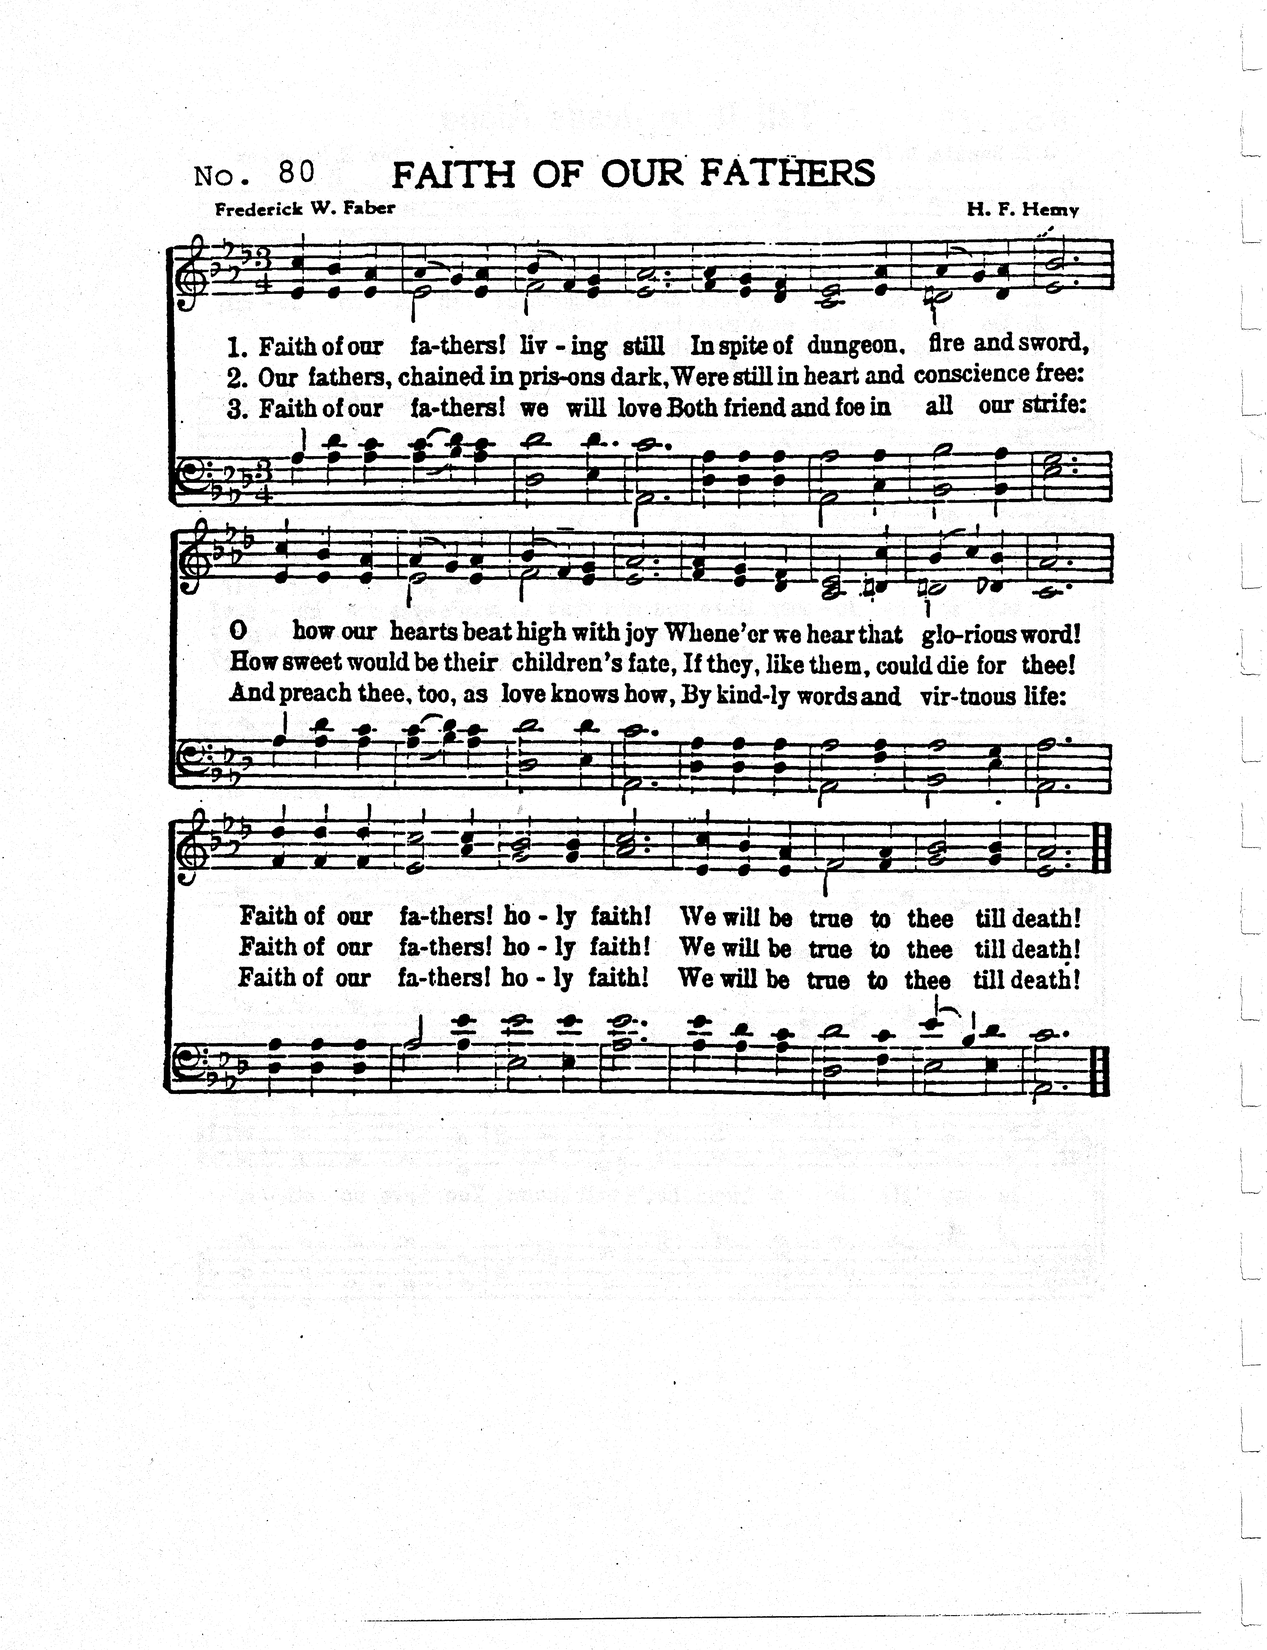 No. 80 FAITH OF OUR FATHERS
Frederick W. Faber H. F. Hemy
1. Faith of our fa-thers! liv - ing still In spite of dungeon, fire and sword,
2. Our fathers, chained in pris-ons dark, Were still in heart and conscience free:
3. Faith of our fa-thers! we will love Both friend and foe in all our strife:
O how our hearts beat high with joy Whene'er we hear that glo-rious word!
How sweet would be their children's fate, If they, like them, could die for thee!
And preach thee, too, as love knows how, By kind-ly words and vir-tuous life:
Faith of our fa-thers! ho - ly faith! We will be true to thee till death!
Faith of our fa-thers! ho - ly faith! We will be true to thee till death!
Faith of our fa-thers! ho - ly faith! We will be true to thee till death!